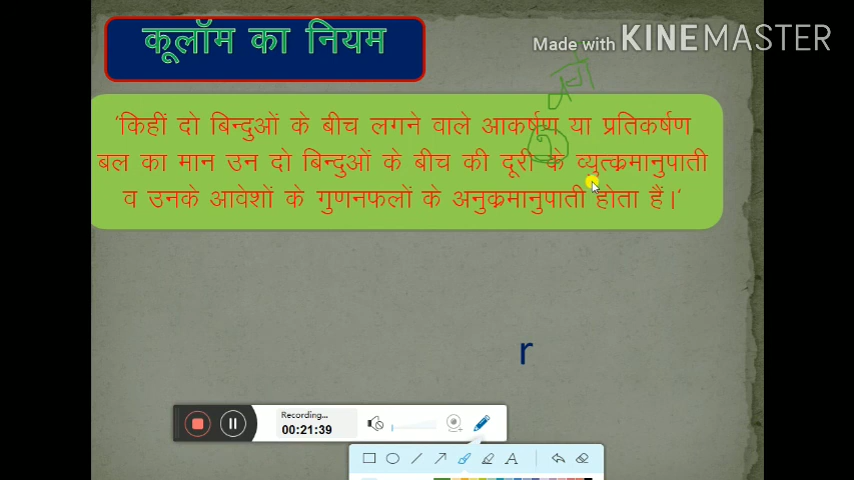 कूलॉम का नियम
Made with KINEMASTER
'किहीं दो बिन्दुओं के बीच लगने वाले आकर्षण या प्रतिकर्षण
बल का मान उन दो बिन्दुओं के बीच की दूरी के व्युत्क्रमानुपाती
व उनके आवेशों के गुणनफलों के अनुक्रमानुपाती होता हैं।'
r
Recording...
00:21:39
A